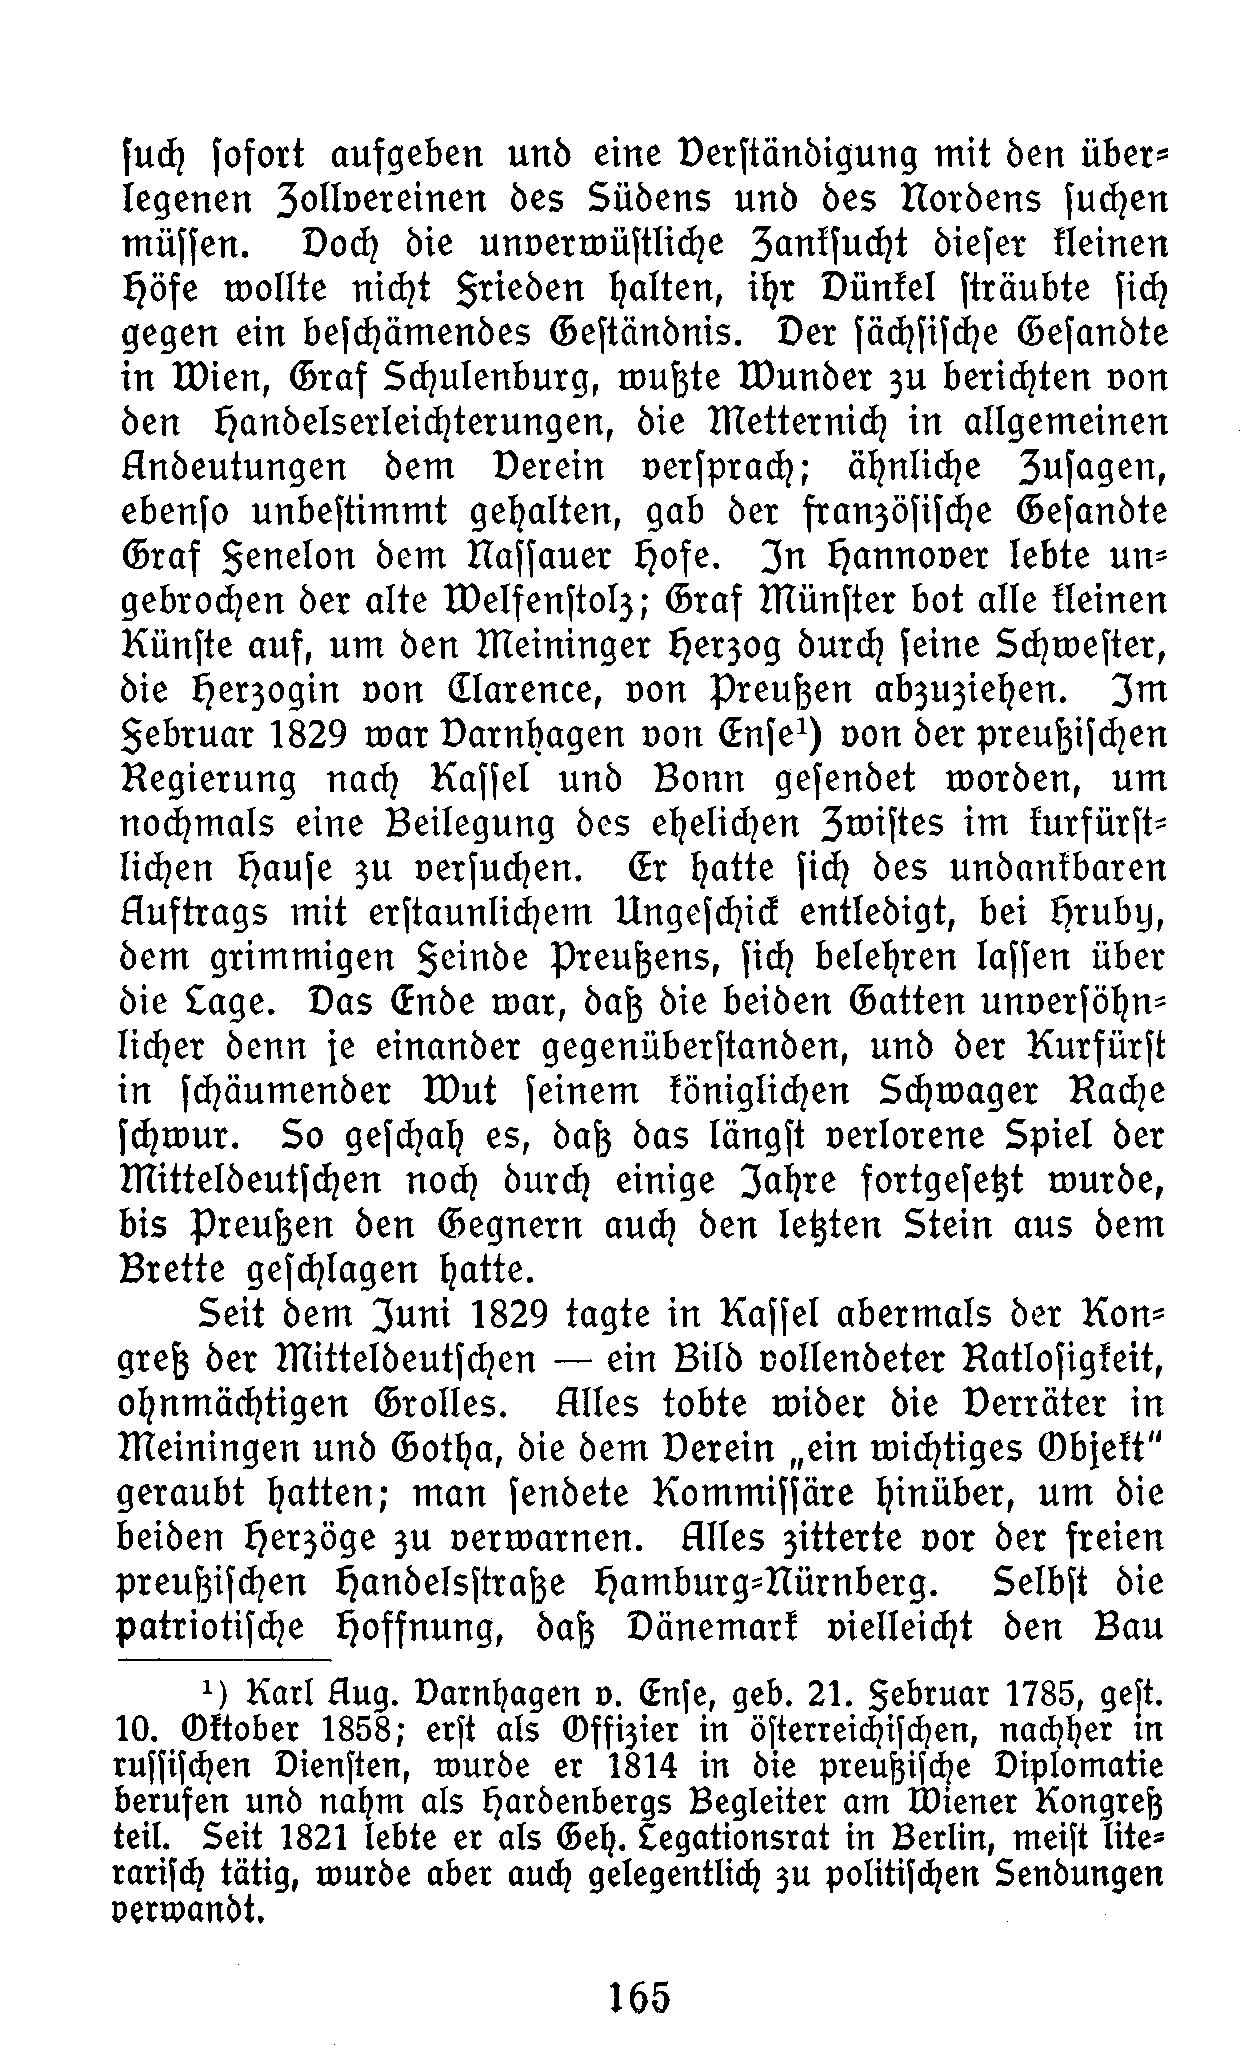 ſuch ſofort aufgeben und eine Verſtändigung mit den über⸗
legenen Zollvereinen des Südens und des Nordens ſuchen
müſſen. Doch die unverwüſtliche Zankſucht dieſer kleinen
Höfe wollte nicht Frieden halten, ihr Dünkel ſträubte ſich
gegen ein beſchämendes Geſtändnis. Der ſächſiſche Geſandte
in Wien, Graf Schulenburg, wußte Wunder zu berichten von
den Handelserleichterungen, die Metternich in allgemeinen
Andeutungen dem Verein verſprach; ähnliche Zuſagen,
ebenſo unbeſtimmt gehalten, gab der franzöſiſche Geſandte
Graf Fenelon dem Naſſauer Hofe. In Hannover lebte un⸗
gebrochen der alte Welfenſtolz; Graf Münſter bot alle kleinen
Künſte auf, um den Meininger Herzog durch ſeine Schweſter,
die Herzogin von Clarence, von Preußen abzuziehen. Im
Februar 1829 war Varnhagen von Enſe¹) von der preußiſchen
Regierung nach Kaſſel und Bonn geſendet worden, um
nochmals eine Beilegung des ehelichen Zwiſtes im kurfürſt⸗
lichen Hauſe zu verſuchen. Er hatte ſich des undankbaren
Auftrags mit erſtaunlichem Ungeſchick entledigt, bei Hruby,
dem grimmigen Feinde Preußens, ſich belehren laſſen über
die Lage. Das Ende war, daß die beiden Gatten unverſöhn⸗
licher denn je einander gegenüberſtanden, und der Kurfürſt
in ſchäumender Wut ſeinem königlichen Schwager Rache
ſchwur. So geſchah es, daß das längſt verlorene Spiel der
Mitteldeutſchen noch durch einige Jahre fortgeſetzt wurde,
bis Preußen den Gegnern auch den letzten Stein aus dem
Brette geſchlagen hatte.
Seit dem Juni 1829 tagte in Kaſſel abermals der Kon⸗
greß der Mitteldeutſchen — ein Bild vollendeter Ratloſigkeit,
ohnmächtigen Grolles. Alles tobte wider die Verräter in
Meiningen und Gotha, die dem Verein „ein wichtiges Objekt“
geraubt hatten; man ſendete Kommiſſäre hinüber, um die
beiden Herzöge zu verwarnen. Alles zitterte vor der freien
preußiſchen Handelsſtraße Hamburg⸗Nürnberg. Selbſt die
patriotiſche Hoffnung, daß Dänemark vielleicht den Bau
¹) Karl Aug. Varnhagen v. Enſe, geb. 21. Februar 1785, geſt.
10. Oktober 1858; erſt als Offizier in öſterreichiſchen, nachher in
ruſſiſchen Dienſten, wurde er 1814 in die preußiſche Diplomatie
berufen und nahm als Hardenbergs Begleiter am Wiener Kongreß
teil. Seit 1821 lebte er als Geh. Legationsrat in Berlin, meiſt lite⸗
rariſch tätig, wurde aber auch gelegentlich zu politiſchen Sendungen
verwandt.
165